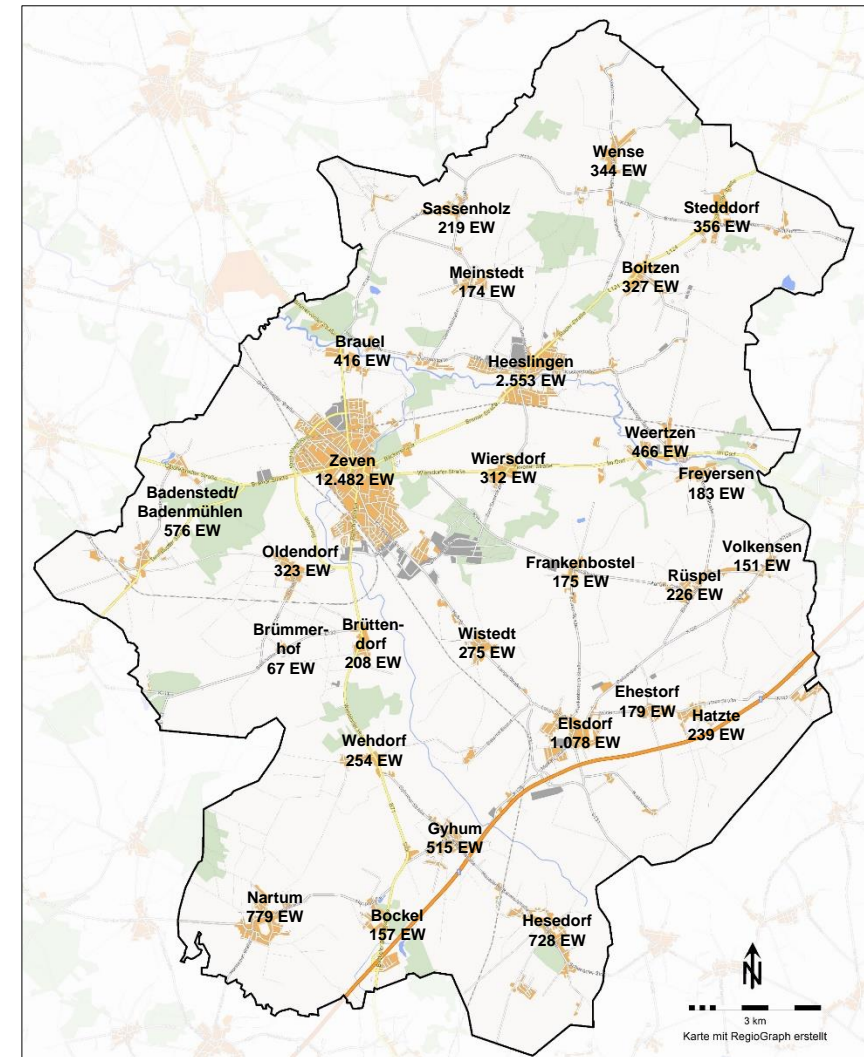 Wense
344 EW
Stedddorf
356 EW
Sassenholz
219 EW
Meinstedt
174 EW
Boitzen
327 EW
Brauel
416 EW
Heeslingen
2.553 EW
Zeven
12.482 EW
Wiersdorf
312 EW
Weertzen
466 EW
Freyersen
183 EW
Badenstedt/
Badenmühlen
576 EW
Oldendorf
323 EW
Frankenbostel
175 EW
Volkensen
151 EW
Rüspel
226 EW
Brümmer-
hof
67 EW
Brütten-
dorf
208 EW
Wistedt
275 EW
Ehestorf
179 EW
Hatzte
239 EW
Elsdorf
1.078 EW
Wehdorf
254 EW
Gyhum
515 EW
Nartum
779 EW
Bockel
157 EW
Hesedorf
728 EW
N
3 km
Karte mit RegioGraph erstellt